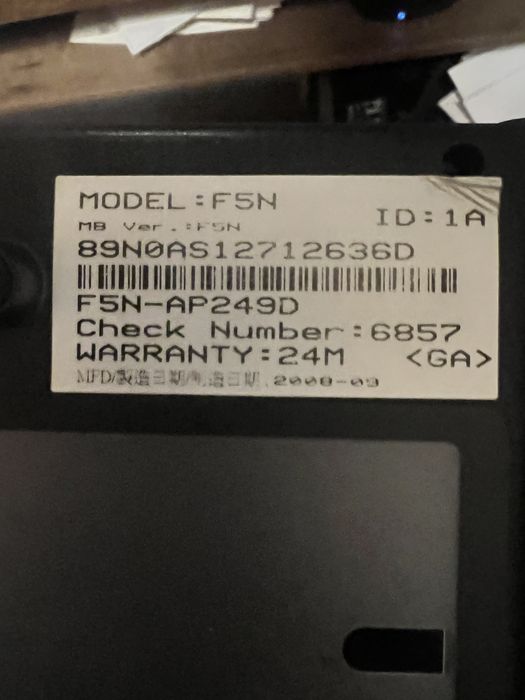 MODEL:F5N
ID:1A
MB Ver.:F5N
89N0AS12712636D
F5N-AP249D
Check Number:6857
WARRANTY:24M <GA>
MFD/製造日期/制造日期:2008-09